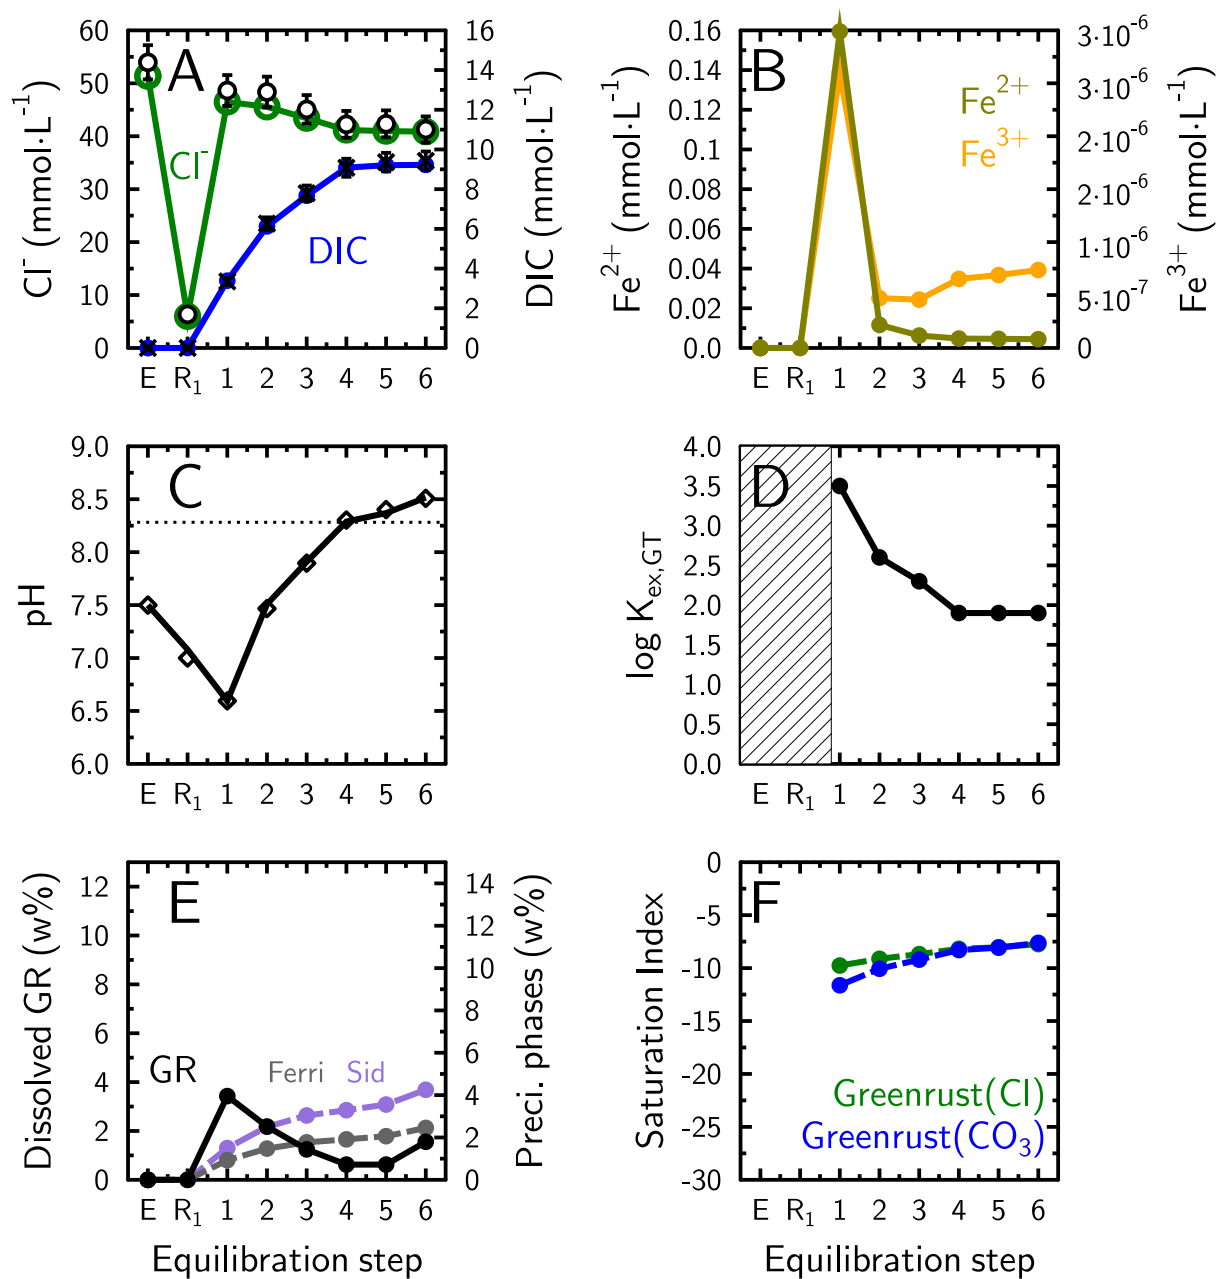 A
Cl⁻ (mmol·L⁻¹)
60
50
40
30
20
10
0
Cl⁻
DIC
16
14
12
10
8
6
4
2
0
DIC (mmol·L⁻¹)
E R₁ 1 2 3 4 5 6
B
Fe²⁺ (mmol·L⁻¹)
0.16
0.14
0.12
0.10
0.08
0.06
0.04
0.02
0.0
Fe²⁺
Fe³⁺
3·10⁻⁶
3·10⁻⁶
2·10⁻⁶
2·10⁻⁶
1·10⁻⁶
5·10⁻⁷
0
Fe³⁺ (mmol·L⁻¹)
E R₁ 1 2 3 4 5 6
C
pH
9.0
8.5
8.0
7.5
7.0
6.5
6.0
E R₁ 1 2 3 4 5 6
D
log K_ex,GT
4.0
3.5
3.0
2.5
2.0
1.5
1.0
0.5
0.0
E R₁ 1 2 3 4 5 6
E
Dissolved GR (w%)
12
10
8
6
4
2
0
GR
Ferri
Sid
14
12
10
8
6
4
2
0
Preci. phases (w%)
E R₁ 1 2 3 4 5 6
Equilibration step
F
Saturation Index
0
-5
-10
-15
-20
-25
-30
Greenrust(Cl)
Greenrust(CO₃)
E R₁ 1 2 3 4 5 6
Equilibration step